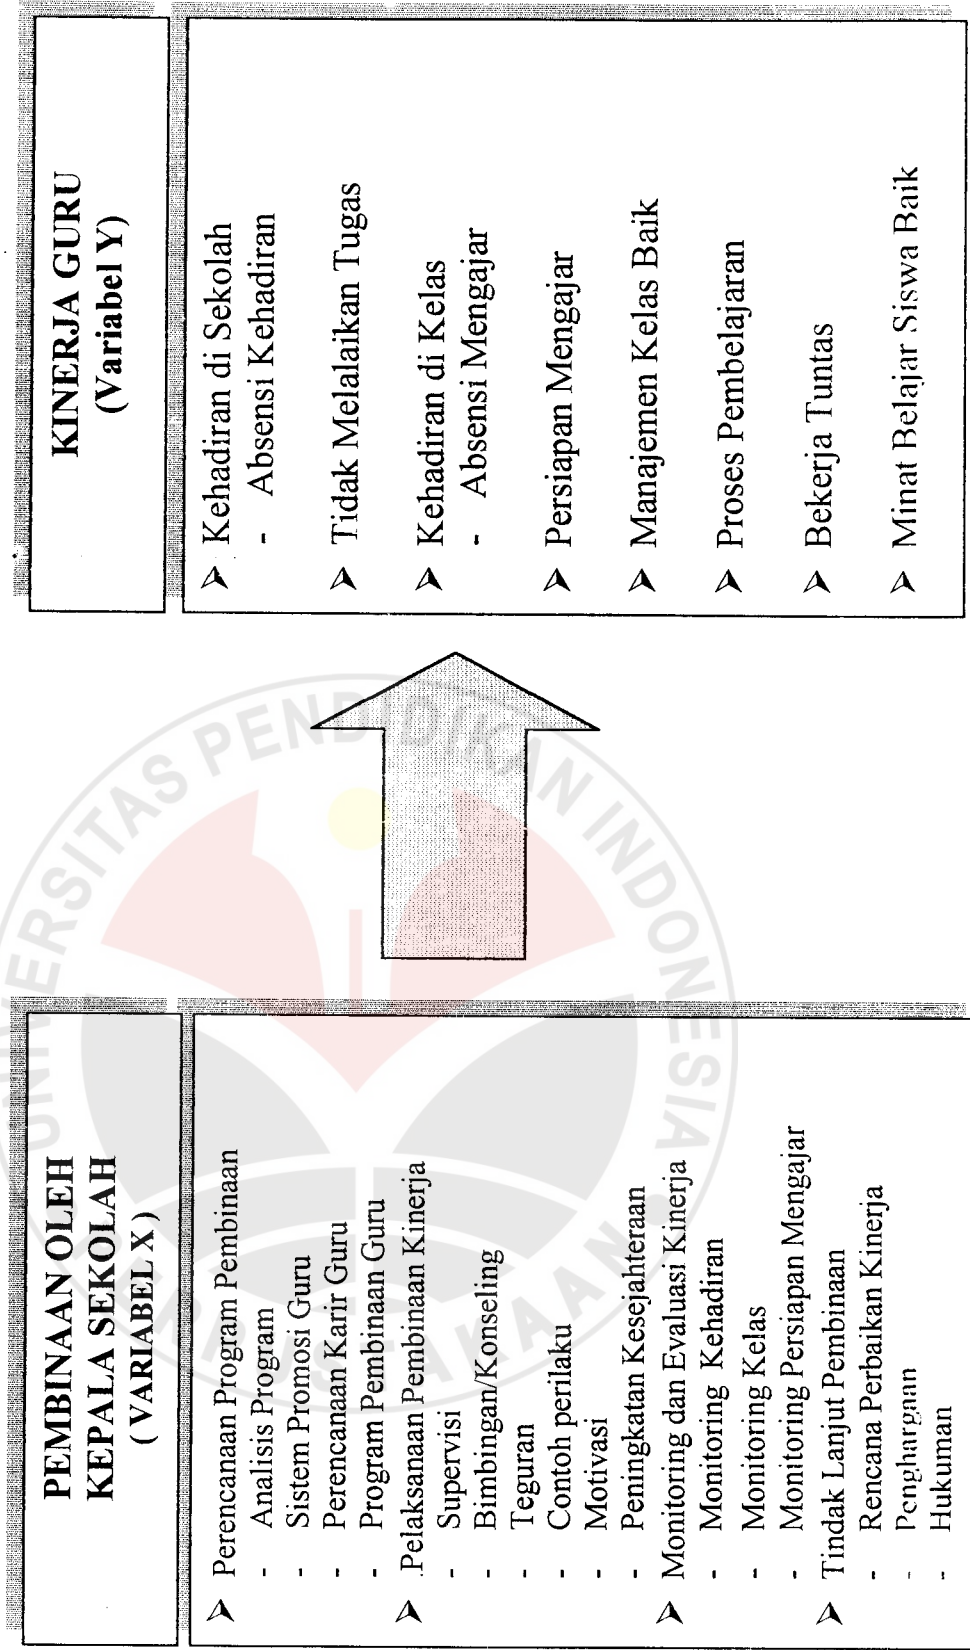 PEMBINAAN OLEH
KEPALA SEKOLAH
( VARIABEL X )
➢ Perencanaan Program Pembinaan
- Analisis Program
- Sistem Promosi Guru
- Perencanaan Karir Guru
- Program Pembinaan Guru
➢ Pelaksanaan Pembinaan Kinerja
- Supervisi
- Bimbingan/Konseling
- Teguran
- Contoh perilaku
- Motivasi
- Peningkatan Kesejahteraan
➢ Monitoring dan Evaluasi Kinerja
- Monitoring Kehadiran
- Monitoring Kelas
- Monitoring Persiapan Mengajar
➢ Tindak Lanjut Pembinaan
- Rencana Perbaikan Kinerja
- Penghargaan
- Hukuman
KINERJA GURU
(Variabel Y)
➢ Kehadiran di Sekolah
- Absensi Kehadiran
➢ Tidak Melalaikan Tugas
➢ Kehadiran di Kelas
- Absensi Mengajar
➢ Persiapan Mengajar
➢ Manajemen Kelas Baik
➢ Proses Pembelajaran
➢ Bekerja Tuntas
➢ Minat Belajar Siswa Baik
UNIVERSITAS PENDIDIKAN INDONESIA
PERPUSTAKAAN